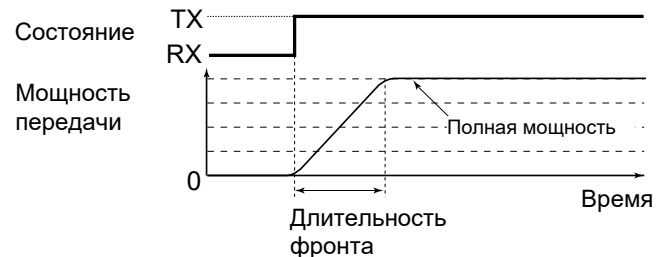 Состояние
TX
RX
Мощность
передачи
Полная мощность
0
Время
Длительность
фронта